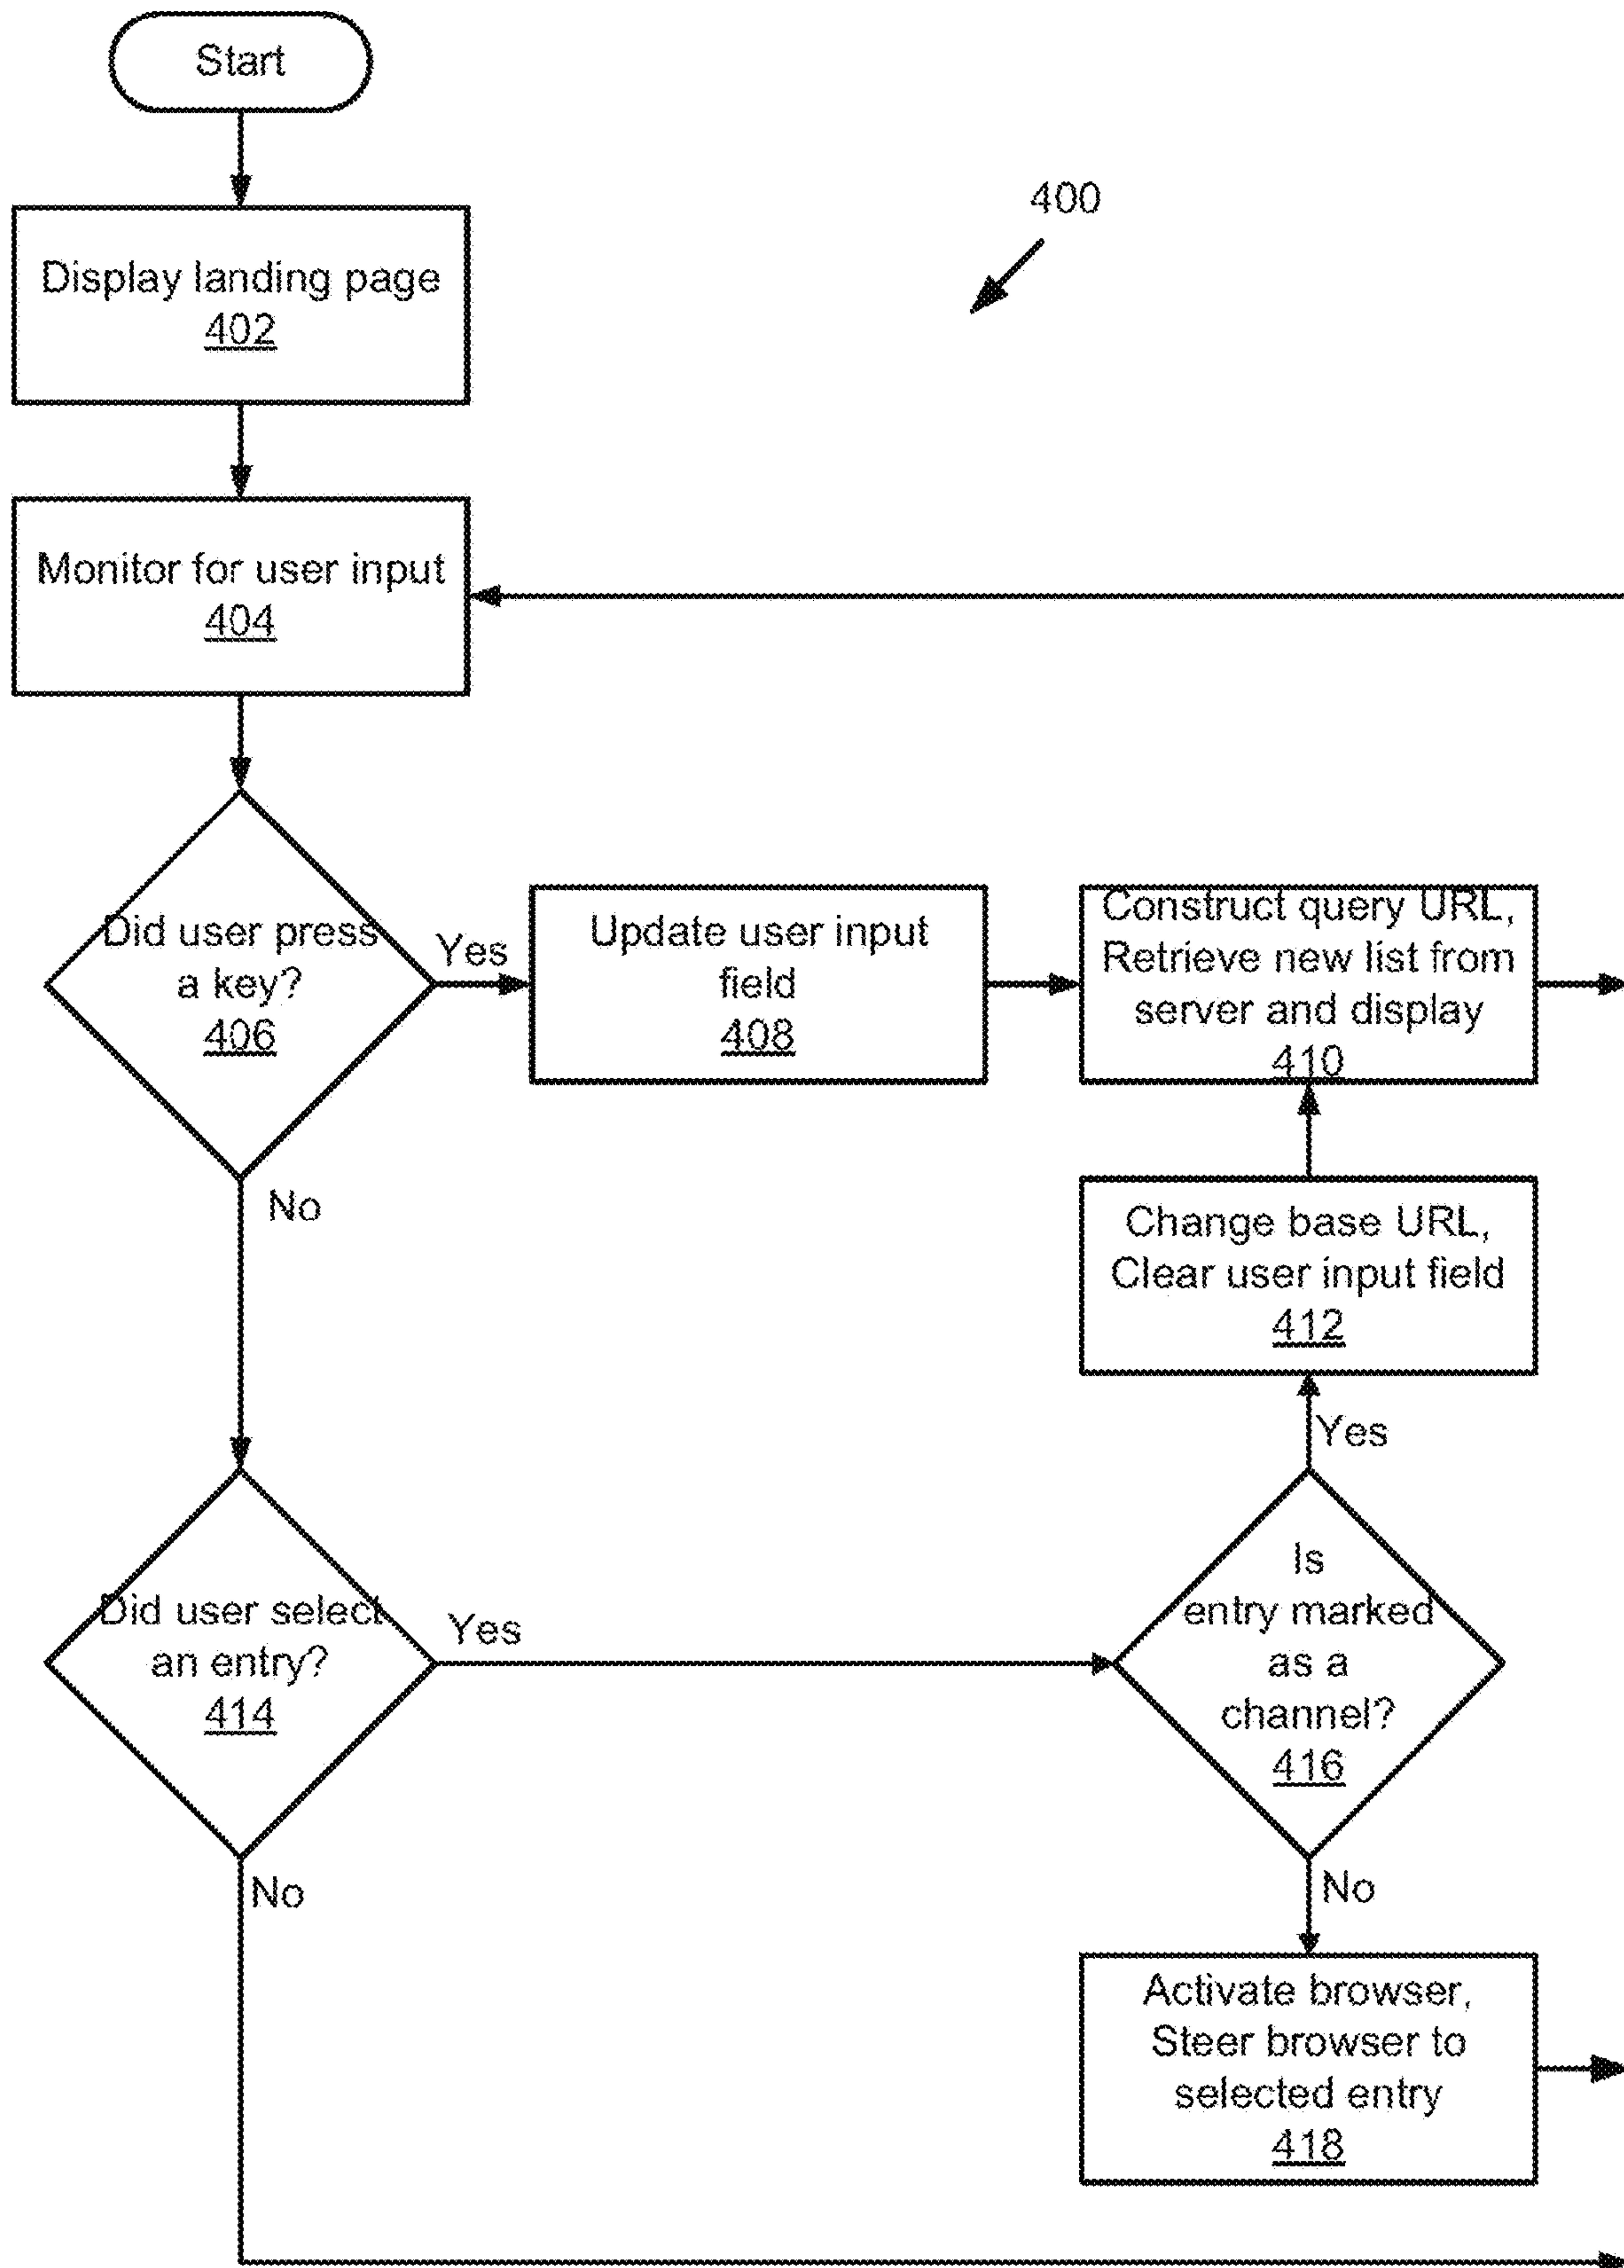 Start
400
Display landing page
402
Monitor for user input
404
Did user press
a key?
406
Yes
Update user input
field
408
Construct query URL,
Retrieve new list from
server and display
410
No
Change base URL,
Clear user input field
412
Yes
Did user select
an entry?
414
Yes
Is
entry marked
as a
channel?
416
No
No
Activate browser,
Steer browser to
selected entry
418